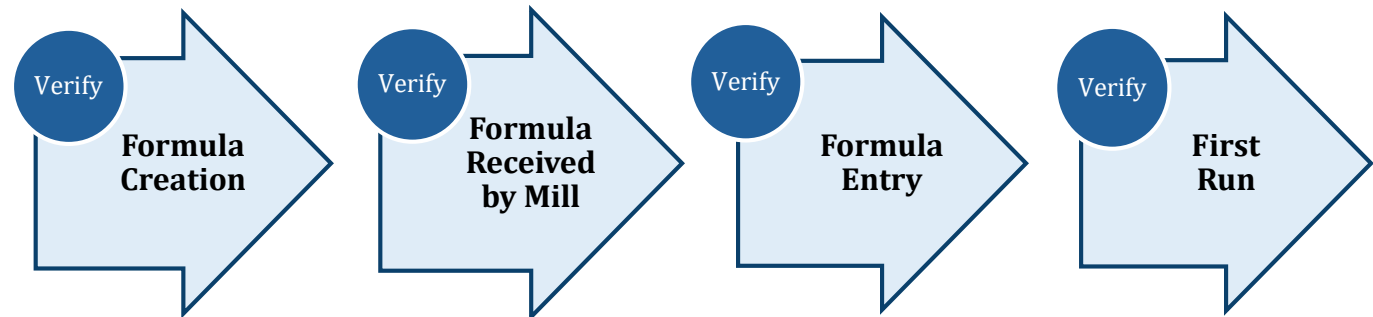 Verify
Formula
Creation
Verify
Formula
Received
by Mill
Verify
Formula
Entry
Verify
First
Run